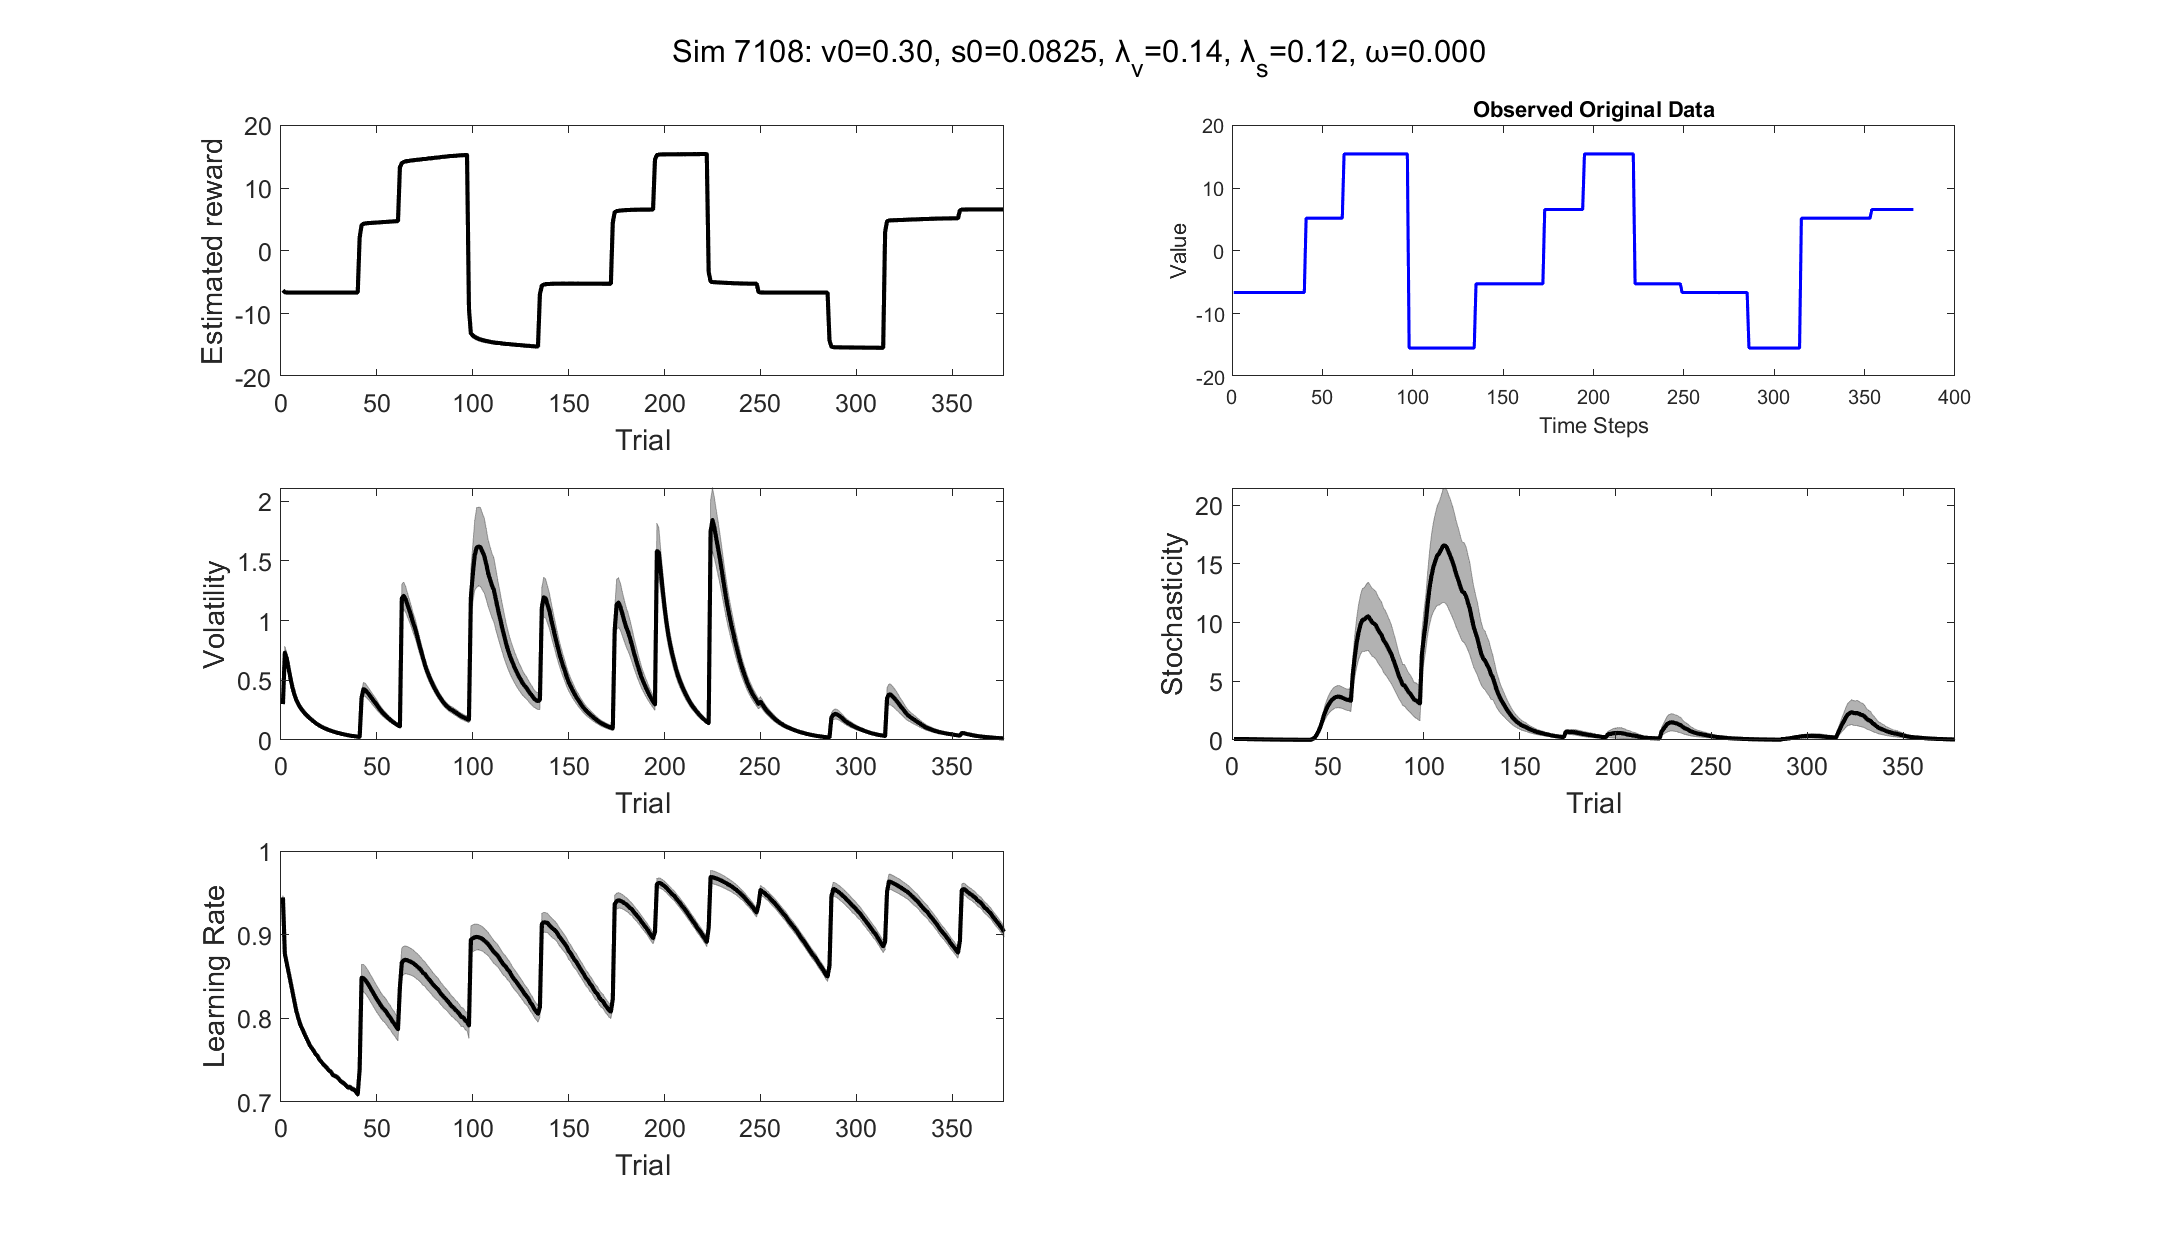 Sim 7108: v0=0.30, s0=0.0825, λ_v=0.14, λ_s=0.12, ω=0.000
Estimated reward
20
10
0
-10
-20
0 50 100 150 200 250 300 350
Trial
Observed Original Data
Value
20
10
0
-10
-20
0 50 100 150 200 250 300 350 400
Time Steps
Volatility
2
1.5
1
0.5
0
0 50 100 150 200 250 300 350
Trial
Stochasticity
20
15
10
5
0
0 50 100 150 200 250 300 350
Trial
Learning Rate
1
0.9
0.8
0.7
0 50 100 150 200 250 300 350
Trial